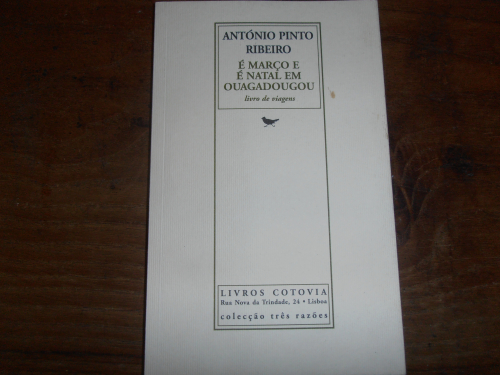 ANTÓNIO PINTO
RIBEIRO
É MARÇO E
É NATAL EM
OUAGADOUGOU
livro de viagens
LIVROS COTOVIA
Rua Nova da Trindade, 24 • Lisboa
colecção três razões